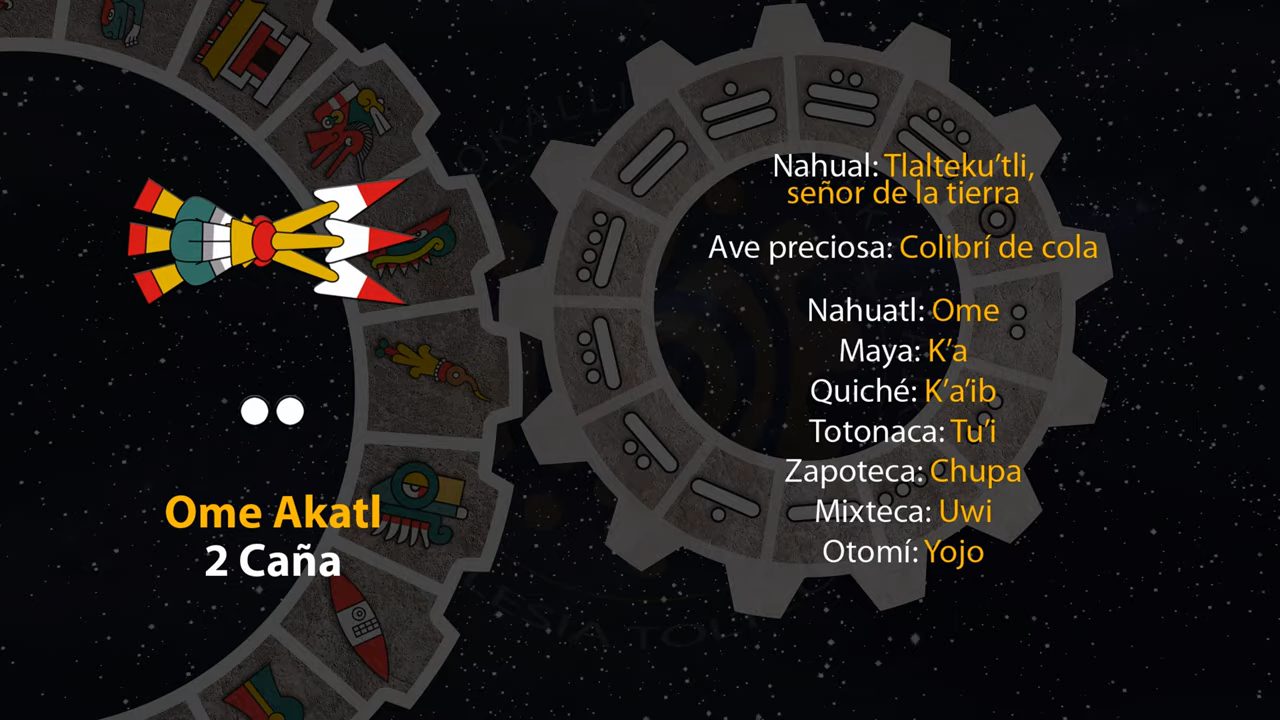 Ome Akatl
2 Caña
Nahual: Tlalteku’tli,
señor de la tierra
Ave preciosa: Colibrí de cola
Nahuatl: Ome
Maya: K’a
Quiché: K’a’ib
Totonaca: Tu’i
Zapoteca: Chupa
Mixteca: Uwi
Otomí: Yojo